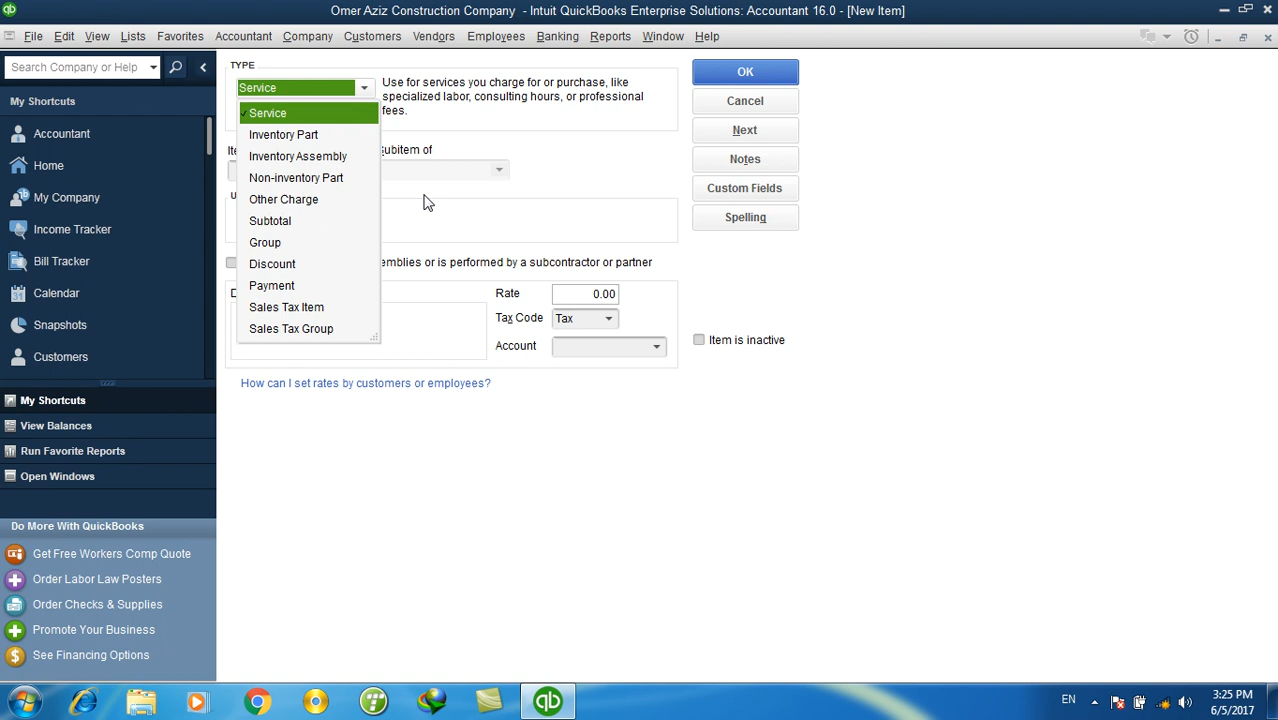 Omer Aziz Construction Company - Intuit QuickBooks Enterprise Solutions: Accountant 16.0 - [New Item]
File Edit View Lists Favorites Accountant Company Customers Vendors Employees Banking Reports Window Help
Search Company or Help
My Shortcuts
Accountant
Home
My Company
Income Tracker
Bill Tracker
Calendar
Snapshots
Customers
My Shortcuts
View Balances
Run Favorite Reports
Open Windows
Do More With QuickBooks
Get Free Workers Comp Quote
Order Labor Law Posters
Order Checks & Supplies
Promote Your Business
See Financing Options
TYPE
Service
Use for services you charge for or purchase, like
specialized labor, consulting hours, or professional
fees.
Service
Inventory Part
Inventory Assembly
Non-inventory Part
Other Charge
Subtotal
Group
Discount
Payment
Sales Tax Item
Sales Tax Group
ubitem of
emblies or is performed by a subcontractor or partner
Rate 0.00
Tax Code Tax
Account
How can I set rates by customers or employees?
OK
Cancel
Next
Notes
Custom Fields
Spelling
Item is inactive
EN
3:25 PM
6/5/2017